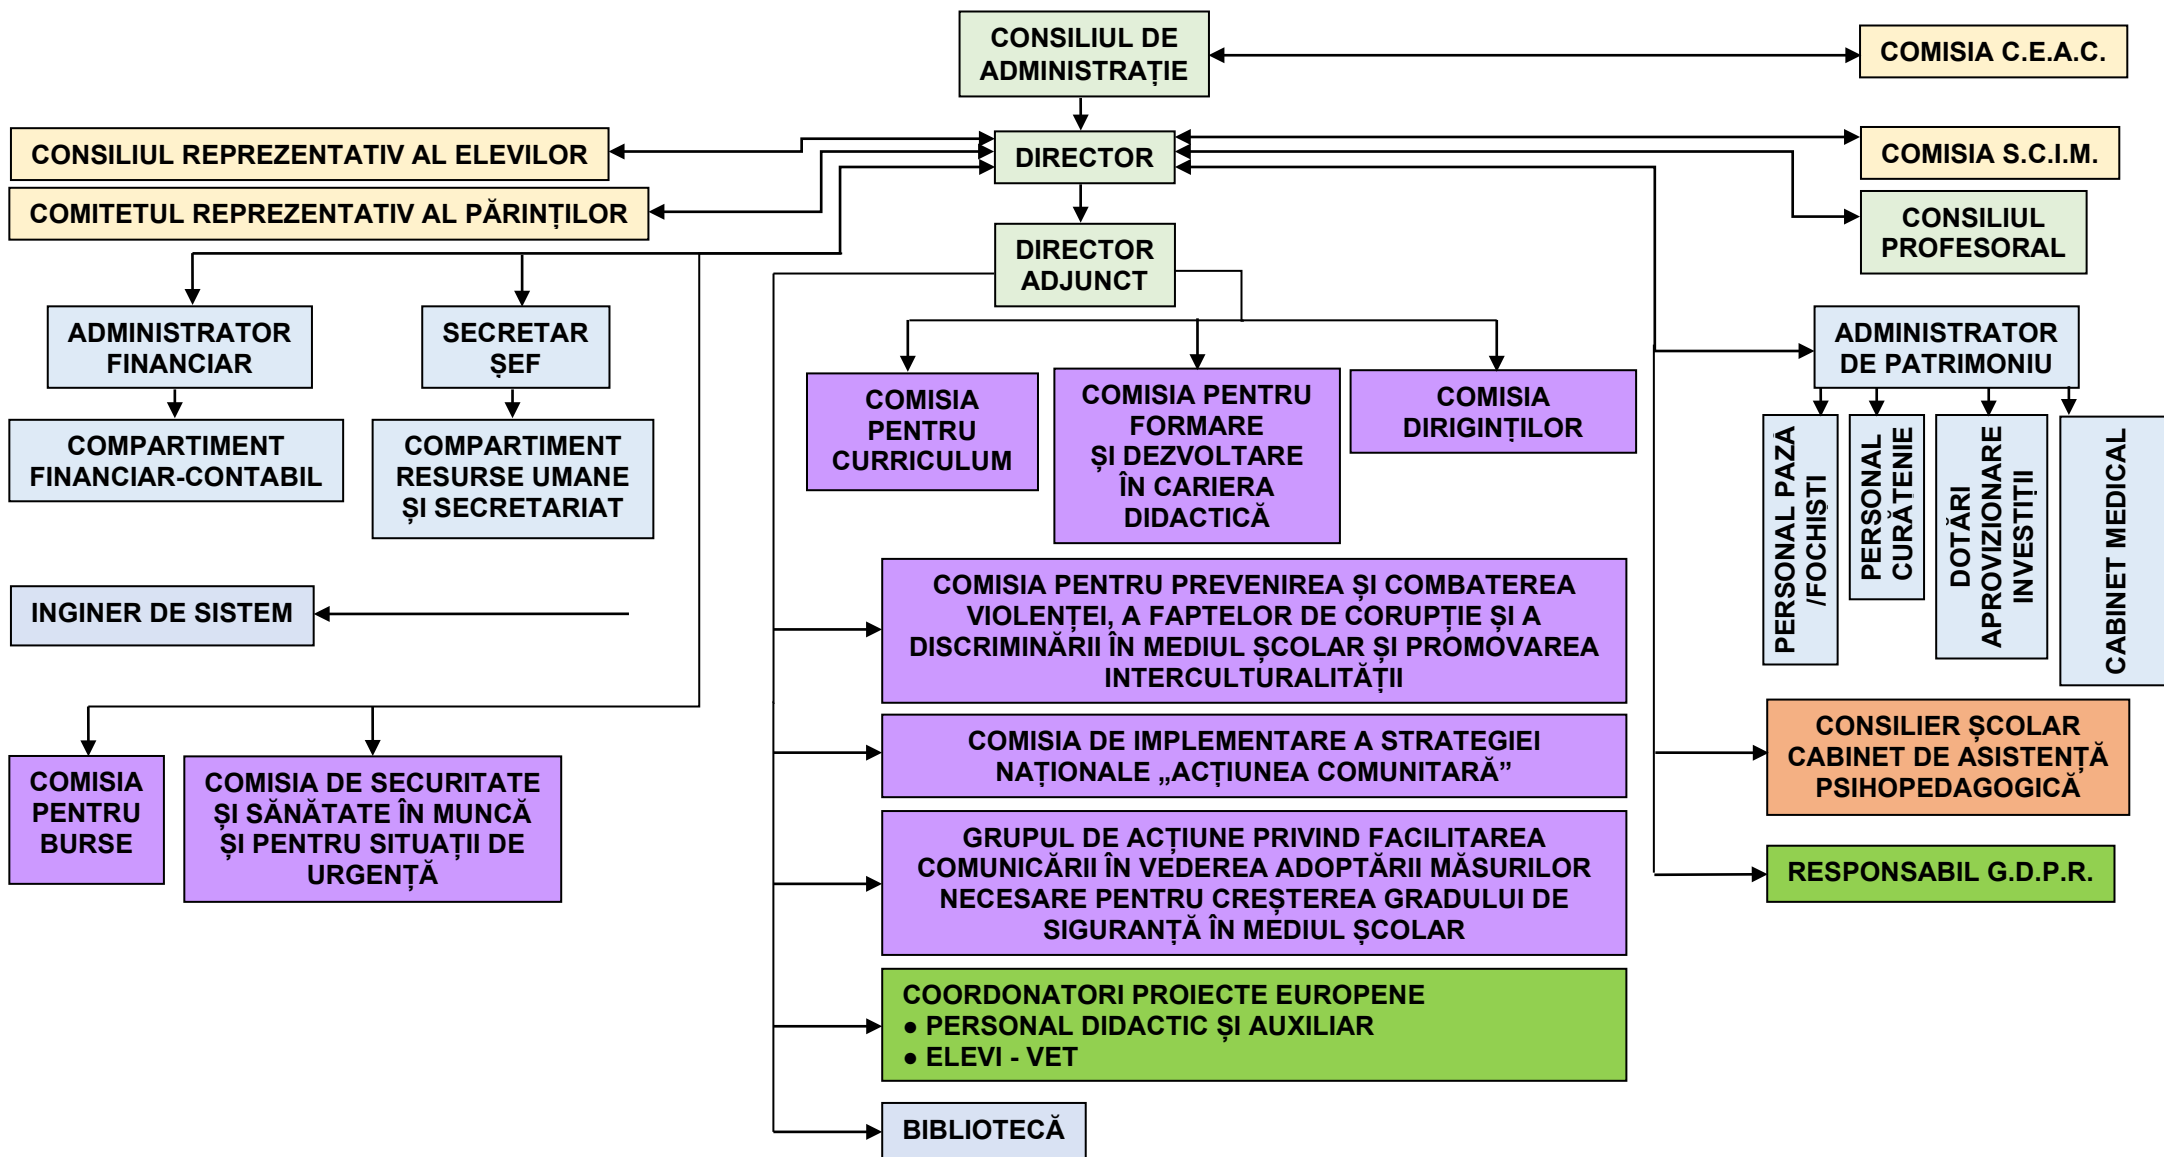 CONSILIUL DE
ADMINISTRAȚIE
COMISIA C.E.A.C.
CONSILIUL REPREZENTATIV AL ELEVILOR
DIRECTOR
COMISIA S.C.I.M.
COMITETUL REPREZENTATIV AL PĂRINȚILOR
CONSILIUL
PROFESORAL
DIRECTOR
ADJUNCT
ADMINISTRATOR
FINANCIAR
SECRETAR
ȘEF
ADMINISTRATOR
DE PATRIMONIU
COMPARTIMENT
FINANCIAR-CONTABIL
COMPARTIMENT
RESURSE UMANE
ȘI SECRETARIAT
COMISIA
PENTRU
CURRICULUM
COMISIA PENTRU
FORMARE
ȘI DEZVOLTARE
ÎN CARIERA
DIDACTICĂ
COMISIA
DIRIGINȚILOR
PERSONAL PAZĂ
/FOCHIȘTI
PERSONAL
CURĂȚENIE
DOTĂRI
APROVIZIONARE
INVESTIȚII
CABINET MEDICAL
INGINER DE SISTEM
COMISIA PENTRU PREVENIREA ȘI COMBATEREA
VIOLENȚEI, A FAPTELOR DE CORUPȚIE ȘI A
DISCRIMINĂRII ÎN MEDIUL ȘCOLAR ȘI PROMOVAREA
INTERCULTURALITĂȚII
COMISIA
PENTRU
BURSE
COMISIA DE SECURITATE
ȘI SĂNĂTATE ÎN MUNCĂ
ȘI PENTRU SITUAȚII DE
URGENȚĂ
COMISIA DE IMPLEMENTARE A STRATEGIEI
NAȚIONALE „ACȚIUNEA COMUNITARĂ”
CONSILIER ȘCOLAR
CABINET DE ASISTENȚĂ
PSIHOPEDAGOGICĂ
GRUPUL DE ACȚIUNE PRIVIND FACILITAREA
COMUNICĂRII ÎN VEDEREA ADOPTĂRII MĂSURILOR
NECESARE PENTRU CREȘTEREA GRADULUI DE
SIGURANȚĂ ÎN MEDIUL ȘCOLAR
RESPONSABIL G.D.P.R.
COORDONATORI PROIECTE EUROPENE
● PERSONAL DIDACTIC ȘI AUXILIAR
● ELEVI - VET
BIBLIOTECĂ